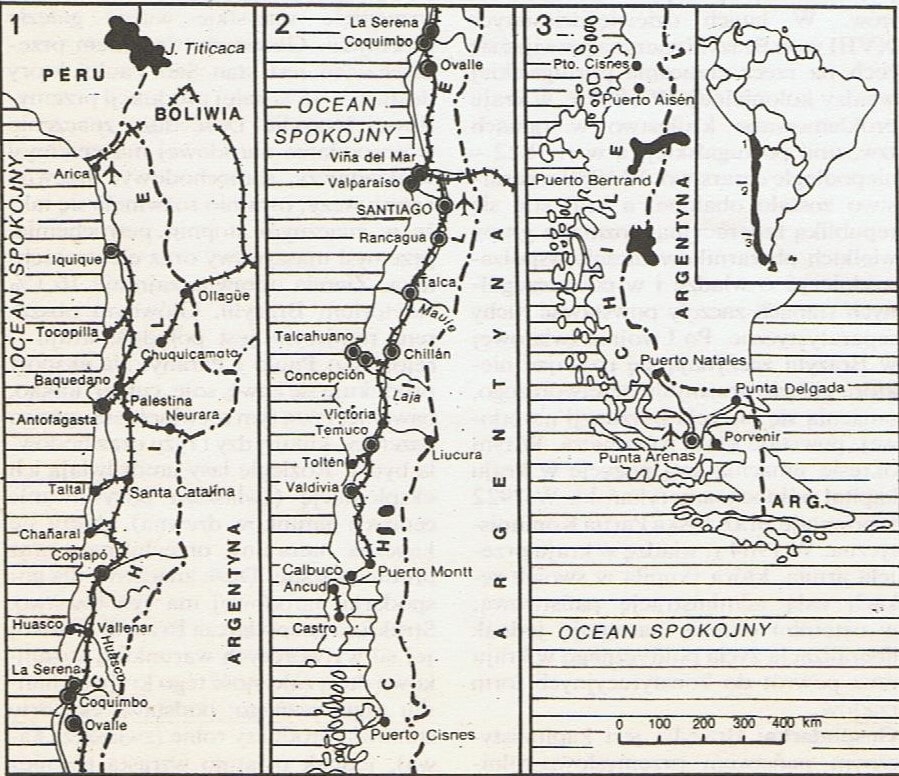 1
J. Titicaca
PERU
BOLIWIA
OCEAN SPOKOJNY
Arica
Iquique
Ollagüe
Tocopilla
Chuquicamata
Baquedano
Palestina
Neurara
Antofagasta
Taltal
Santa Catalina
Chañaral
Copiapó
Huasco
Vallenar
Huasco
La Serena
Coquimbo
Ovalle
CHILE
ARGENTYNA
2
La Serena
Coquimbo
Ovalle
OCEAN
SPOKOJNY
Viña del Mar
Valparaíso
SANTIAGO
Rancagua
Talca
Maule
Talcahuano
Chillán
Concepción
Laja
Victoria
Temuco
Liucura
Toltén
Valdivia
Calbuco
Puerto Montt
Ancud
Castro
Puerto Cisnes
CHILE
ARGENTYNA
3
Pto. Cisnes
Puerto Aisén
Puerto Bertrand
CHILE
ARGENTYNA
1
2
3
Puerto Natales
Punta Delgada
Porvenir
Punta Arenas
ARG.
OCEAN SPOKOJNY
0 100 200 300 400 km